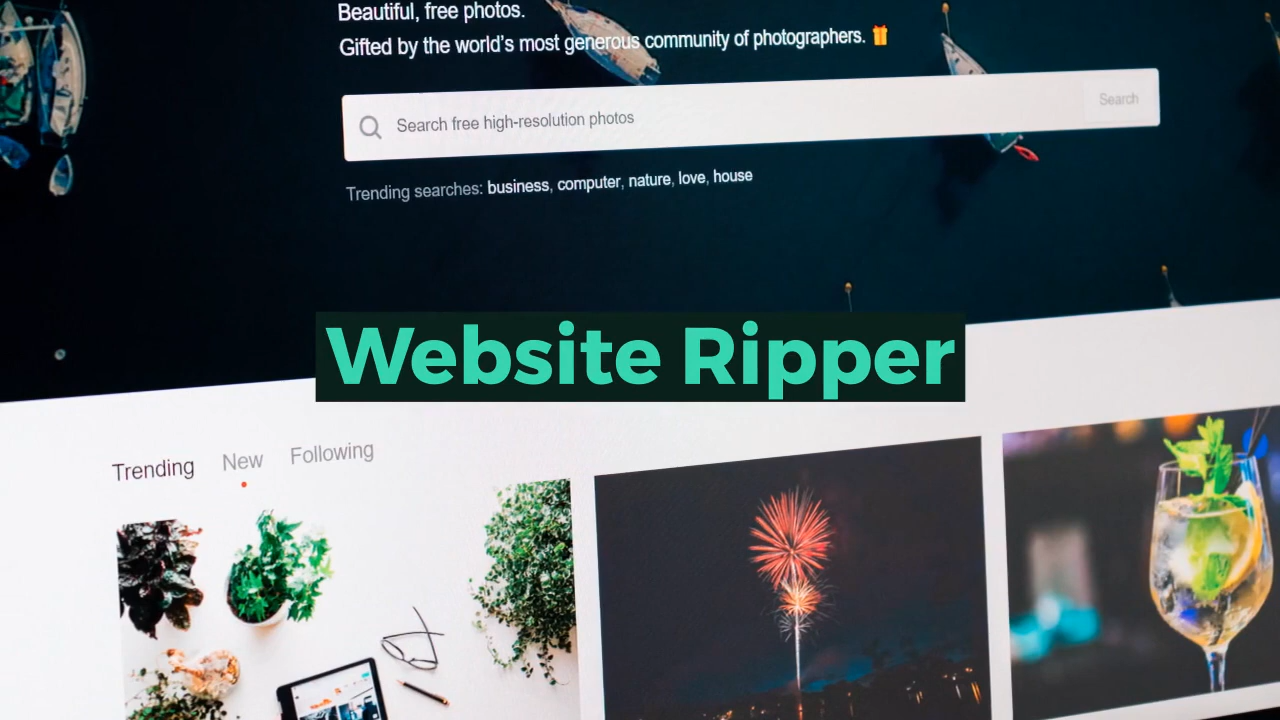 Beautiful, free photos.
Gifted by the world's most generous community of photographers. 🎁
Search free high-resolution photos
Search
Trending searches: business, computer, nature, love, house
Website Ripper
Trending New Following